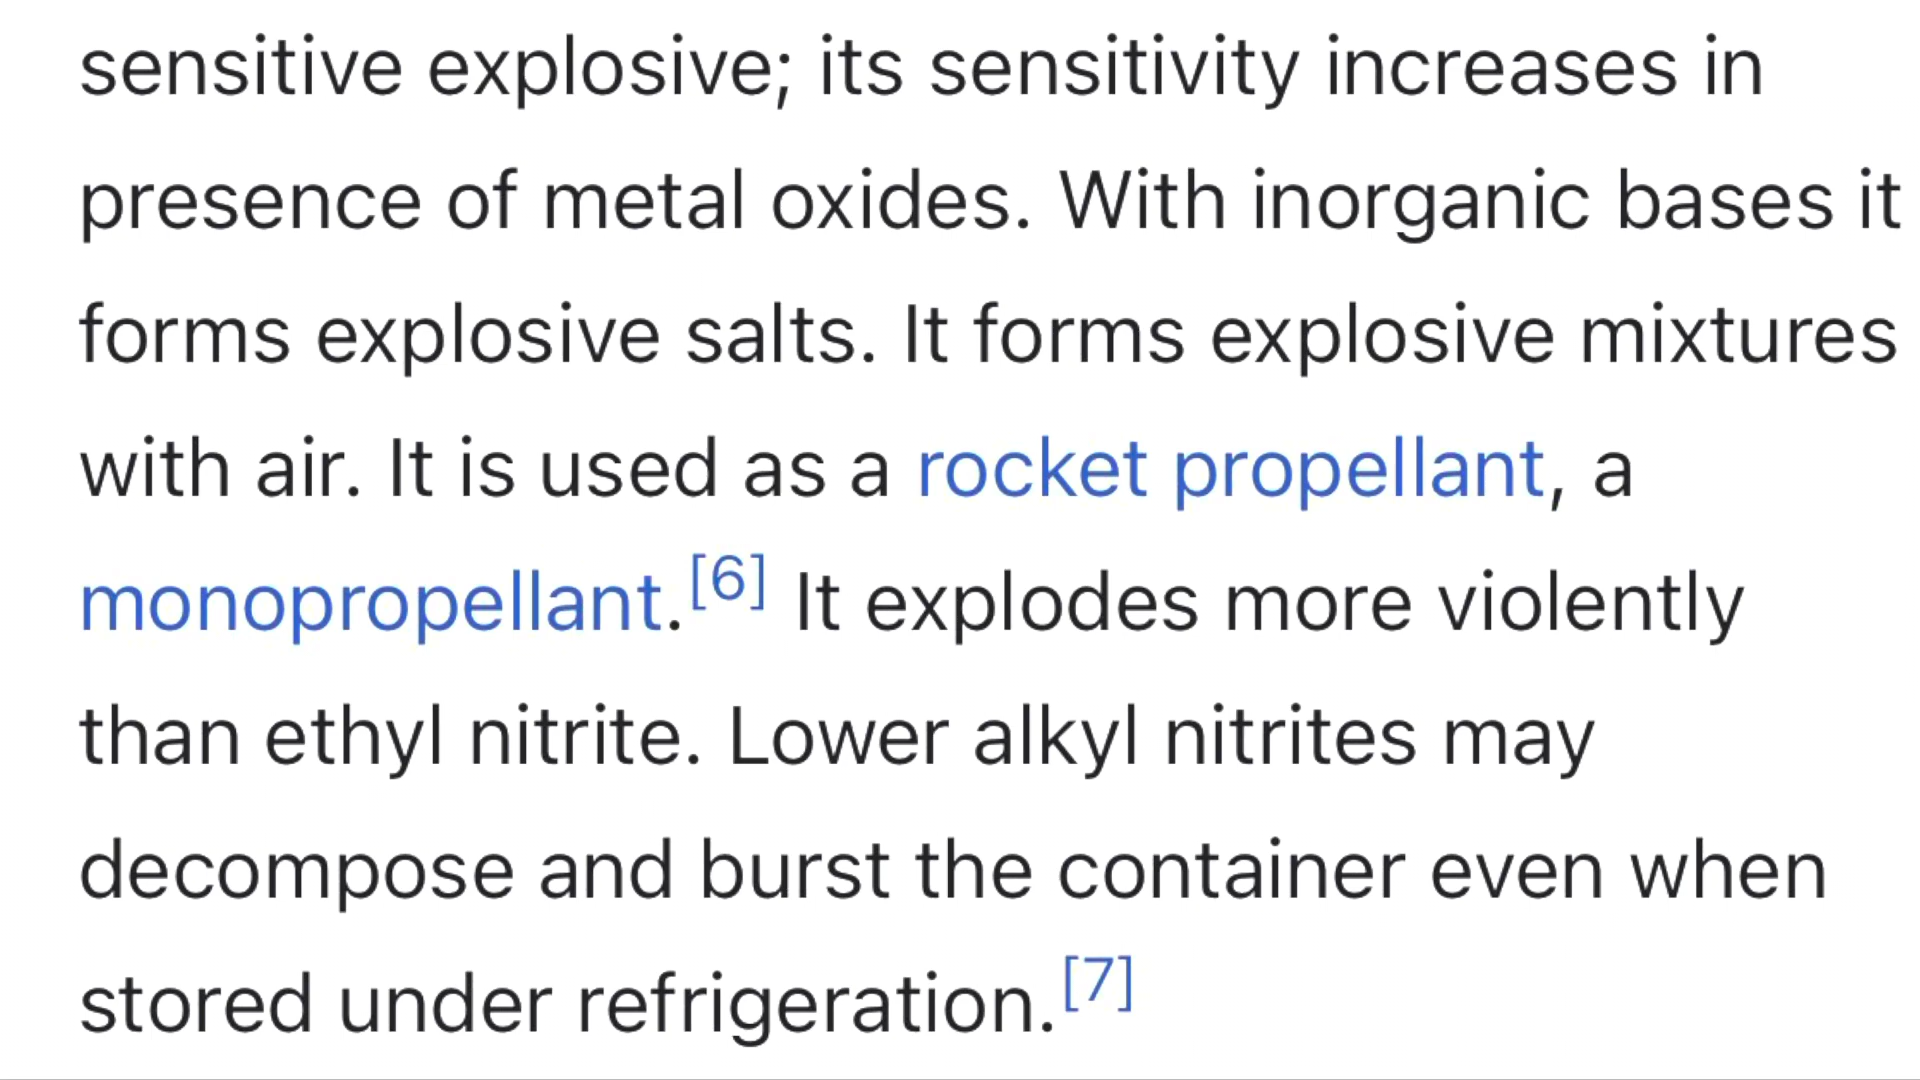 sensitive explosive; its sensitivity increases in
presence of metal oxides. With inorganic bases it
forms explosive salts. It forms explosive mixtures
with air. It is used as a rocket propellant, a
monopropellant.[6] It explodes more violently
than ethyl nitrite. Lower alkyl nitrites may
decompose and burst the container even when
stored under refrigeration.[7]